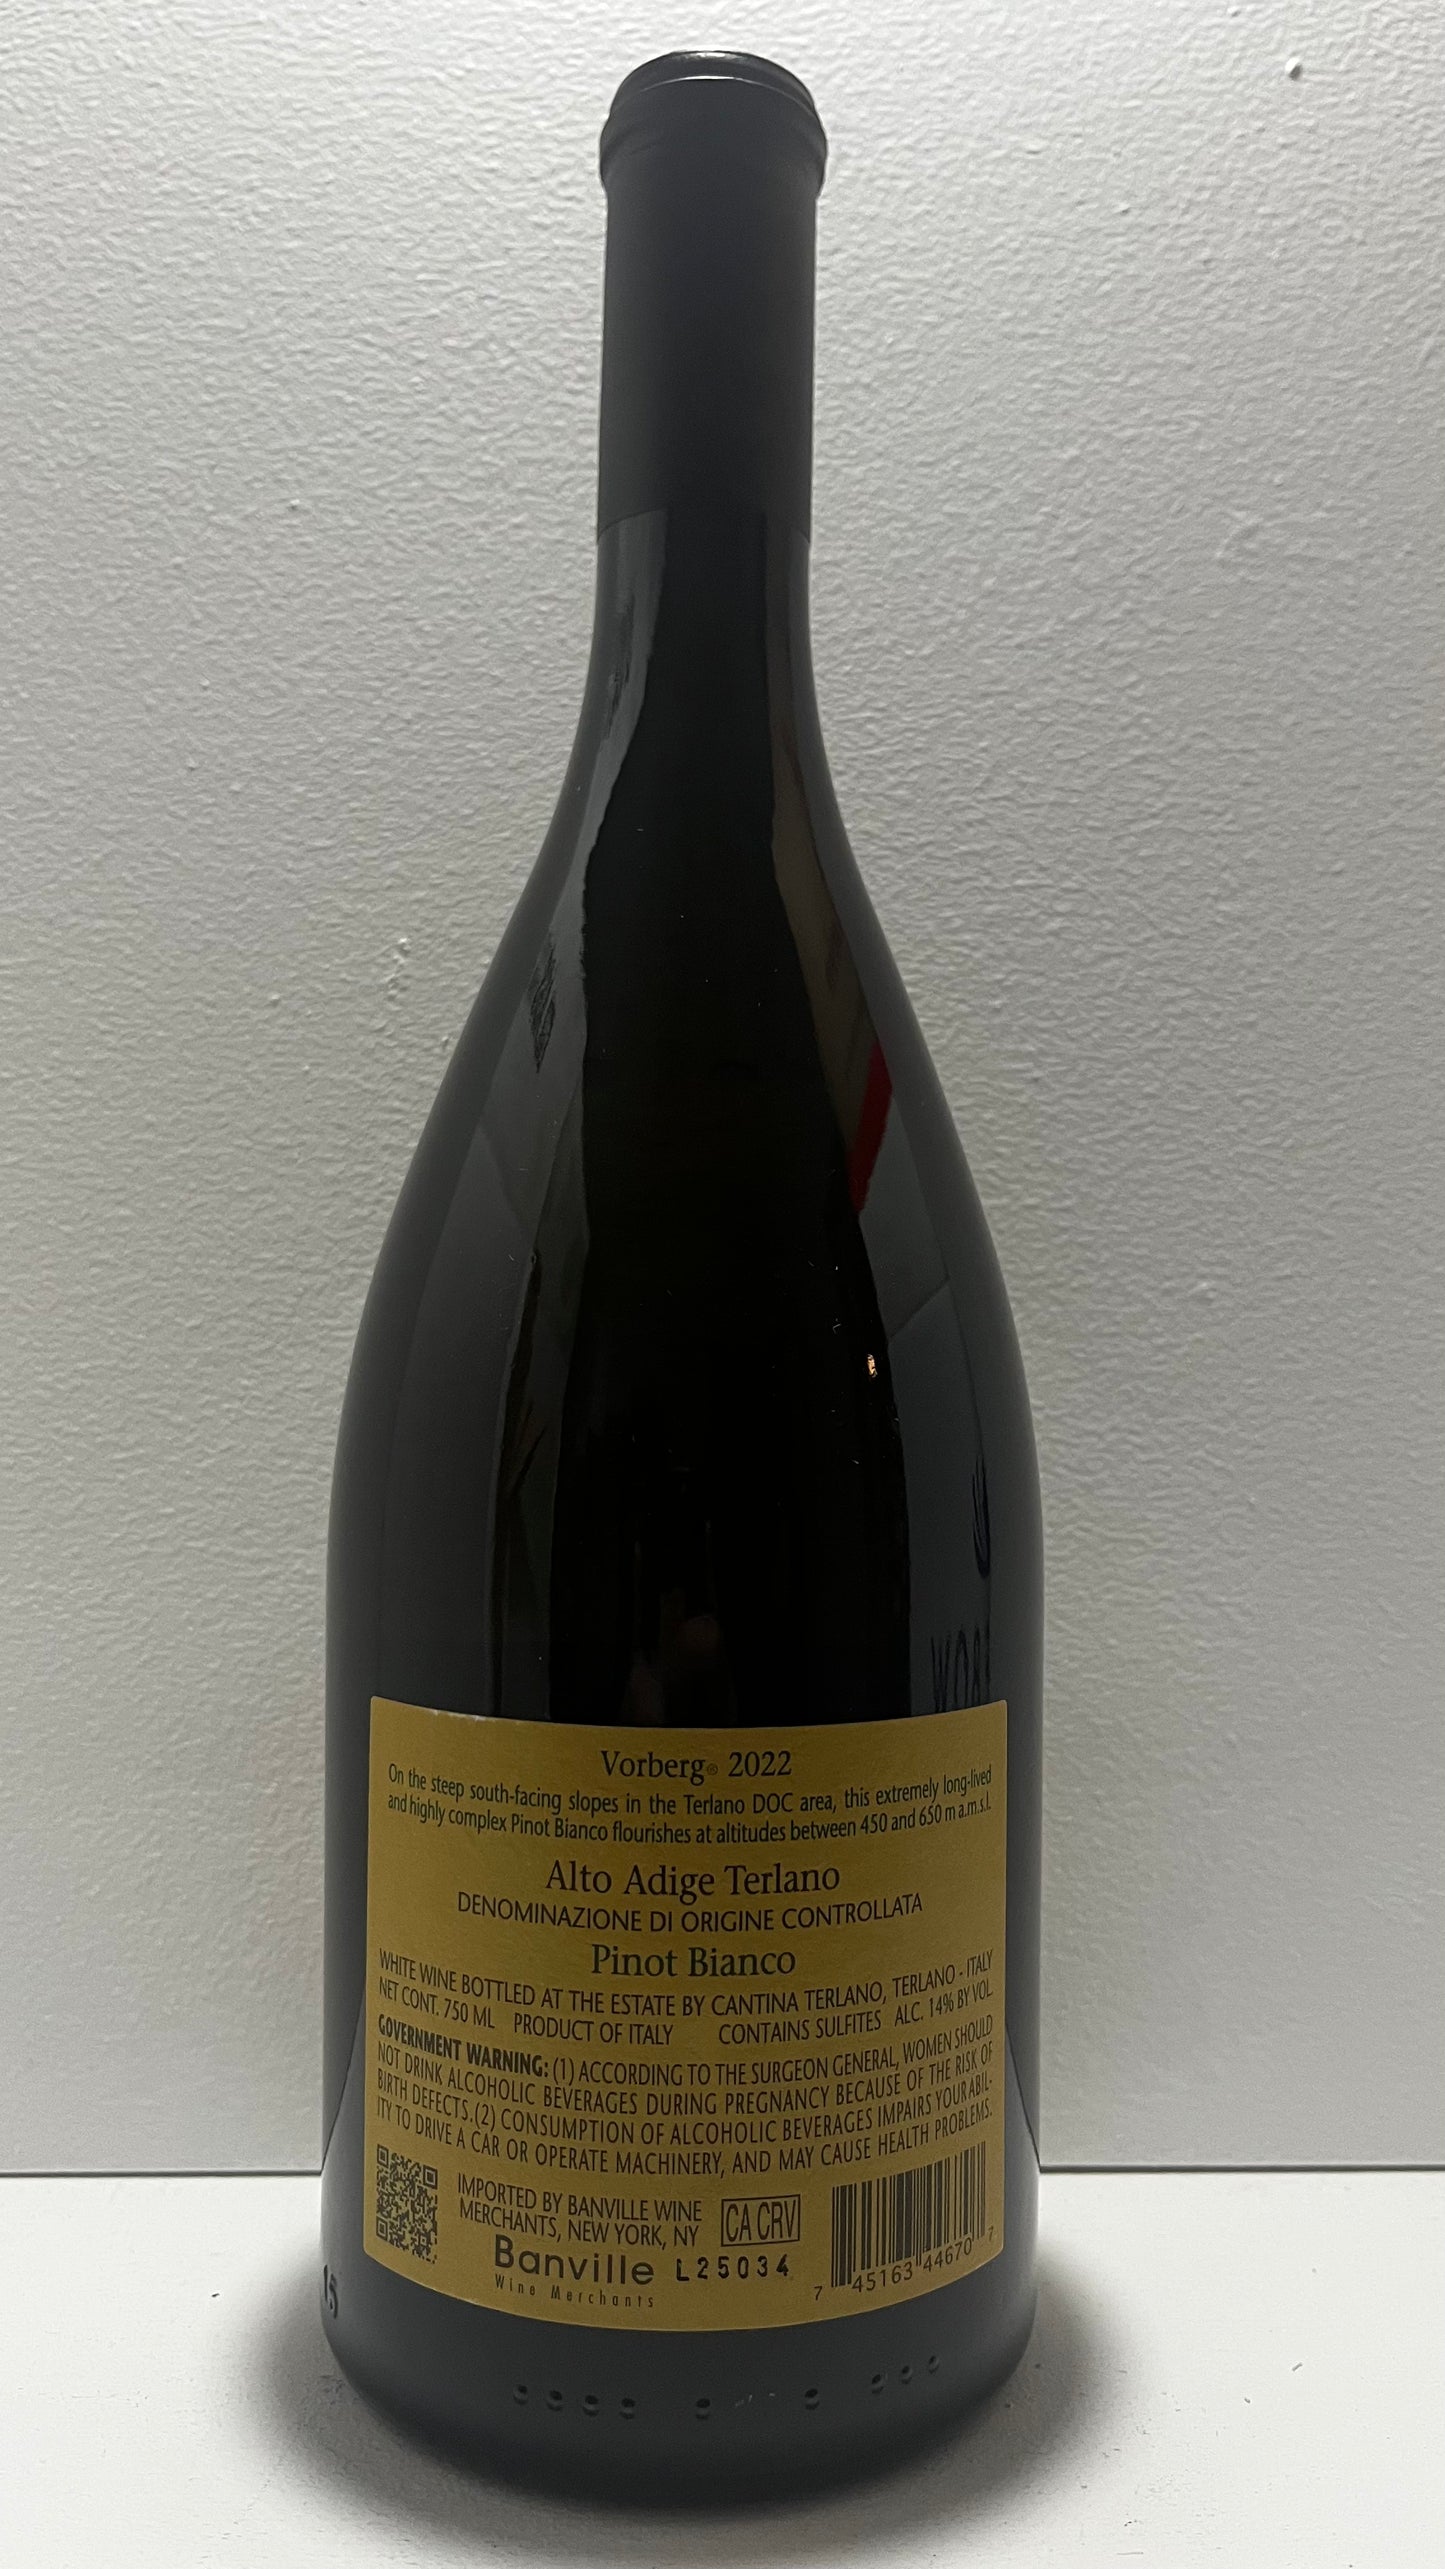 Vorberg® 2022
On the steep south-facing slopes in the Terlano DOC area, this extremely long-lived
and highly complex Pinot Bianco flourishes at altitudes between 450 and 650 m a.m.s.l.
Alto Adige Terlano
DENOMINAZIONE DI ORIGINE CONTROLLATA
Pinot Bianco
WHITE WINE BOTTLED AT THE ESTATE BY CANTINA TERLANO, TERLANO - ITALY
NET CONT. 750 ML PRODUCT OF ITALY CONTAINS SULFITES ALC. 14% BY VOL.
GOVERNMENT WARNING: (1) ACCORDING TO THE SURGEON GENERAL, WOMEN SHOULD
NOT DRINK ALCOHOLIC BEVERAGES DURING PREGNANCY BECAUSE OF THE RISK OF
BIRTH DEFECTS.(2) CONSUMPTION OF ALCOHOLIC BEVERAGES IMPAIRS YOUR ABIL-
ITY TO DRIVE A CAR OR OPERATE MACHINERY, AND MAY CAUSE HEALTH PROBLEMS.
IMPORTED BY BANVILLE WINE
MERCHANTS, NEW YORK, NY
CA CRV
Banville
Wine Merchants
L25034
7 45163 44670 7
15